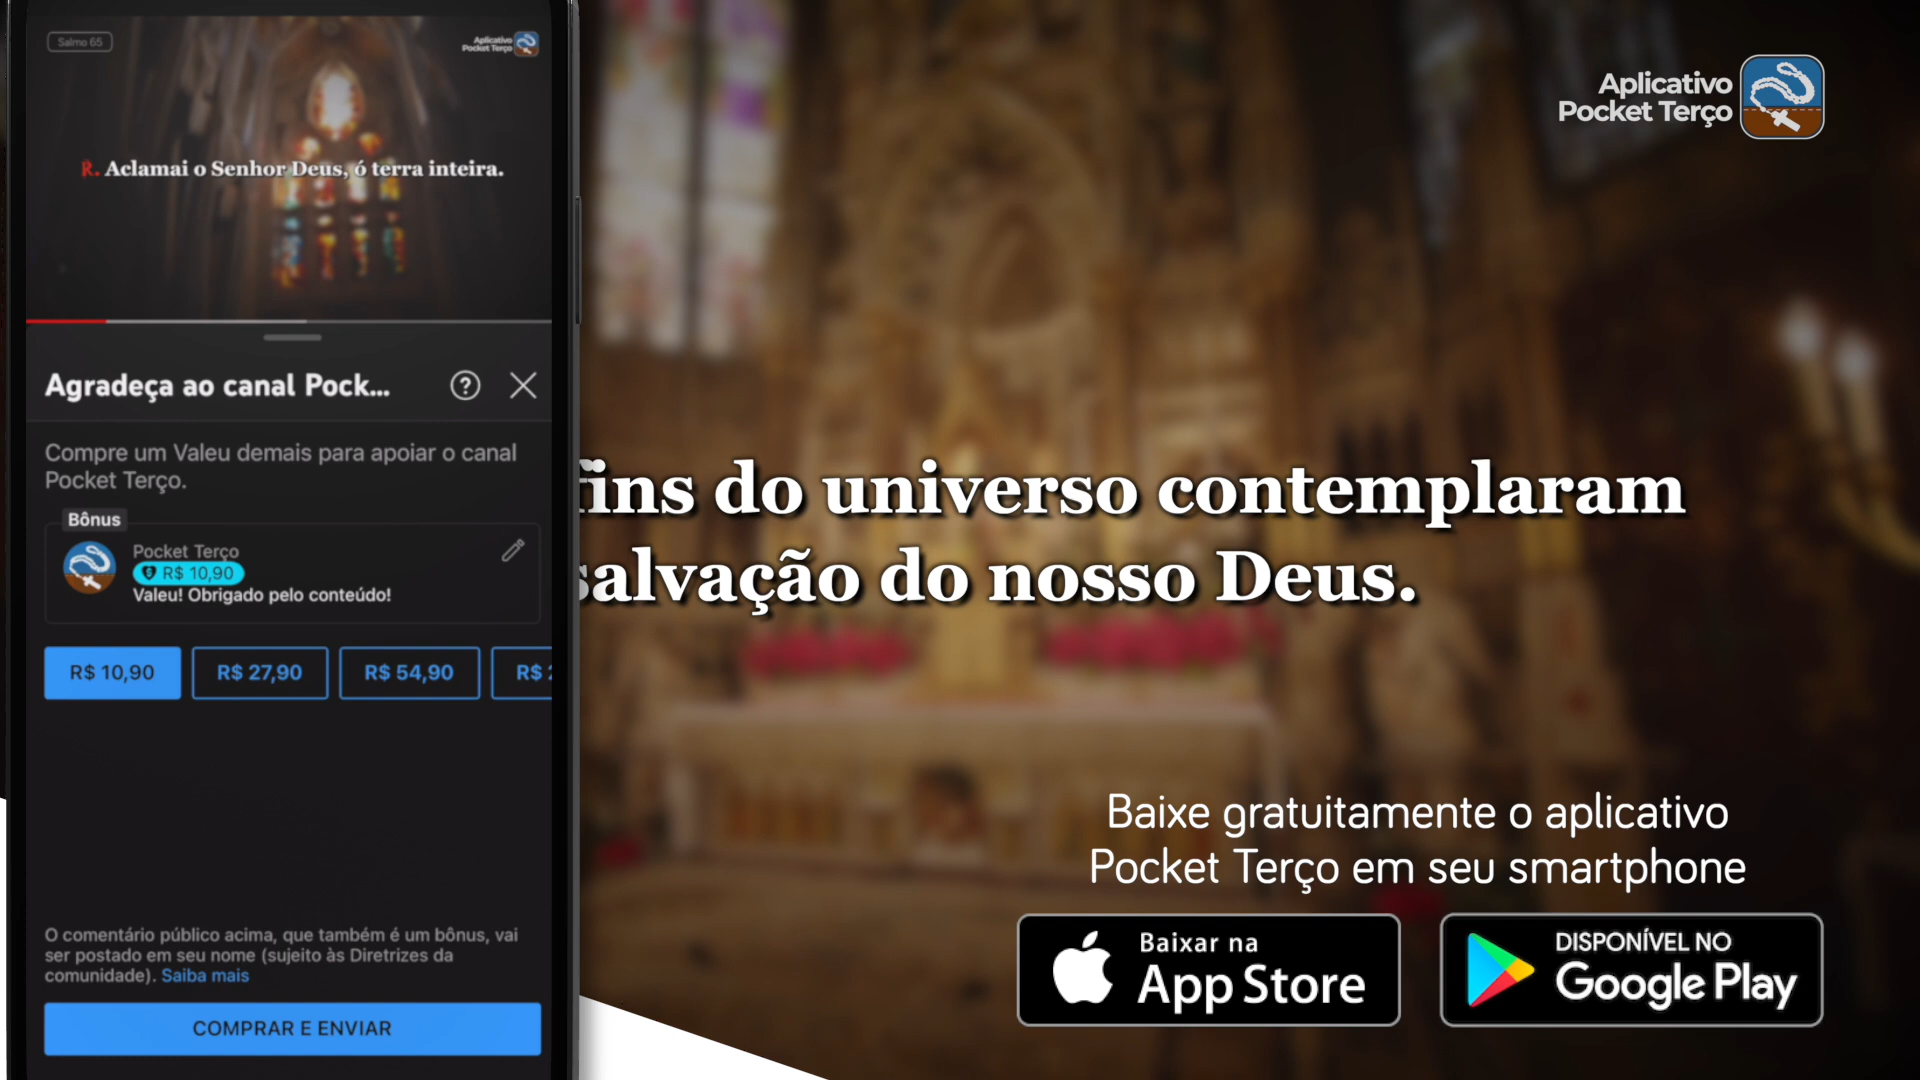 Salmo 65
Aplicativo
Pocket Terço
R. Aclamai o Senhor Deus, ó terra inteira.
Agradeça ao canal Pock...
Compre um Valeu demais para apoiar o canal
Pocket Terço.
Bônus
Pocket Terço
R$ 10,90
Valeu! Obrigado pelo conteúdo!
R$ 10,90
R$ 27,90
R$ 54,90
R$
O comentário público acima, que também é um bônus, vai
ser postado em seu nome (sujeito às Diretrizes da
comunidade). Saiba mais
COMPRAR E ENVIAR
Aplicativo
Pocket Terço
fins do universo contemplaram
salvação do nosso Deus.
Baixe gratuitamente o aplicativo
Pocket Terço em seu smartphone
Baixar na
App Store
DISPONÍVEL NO
Google Play